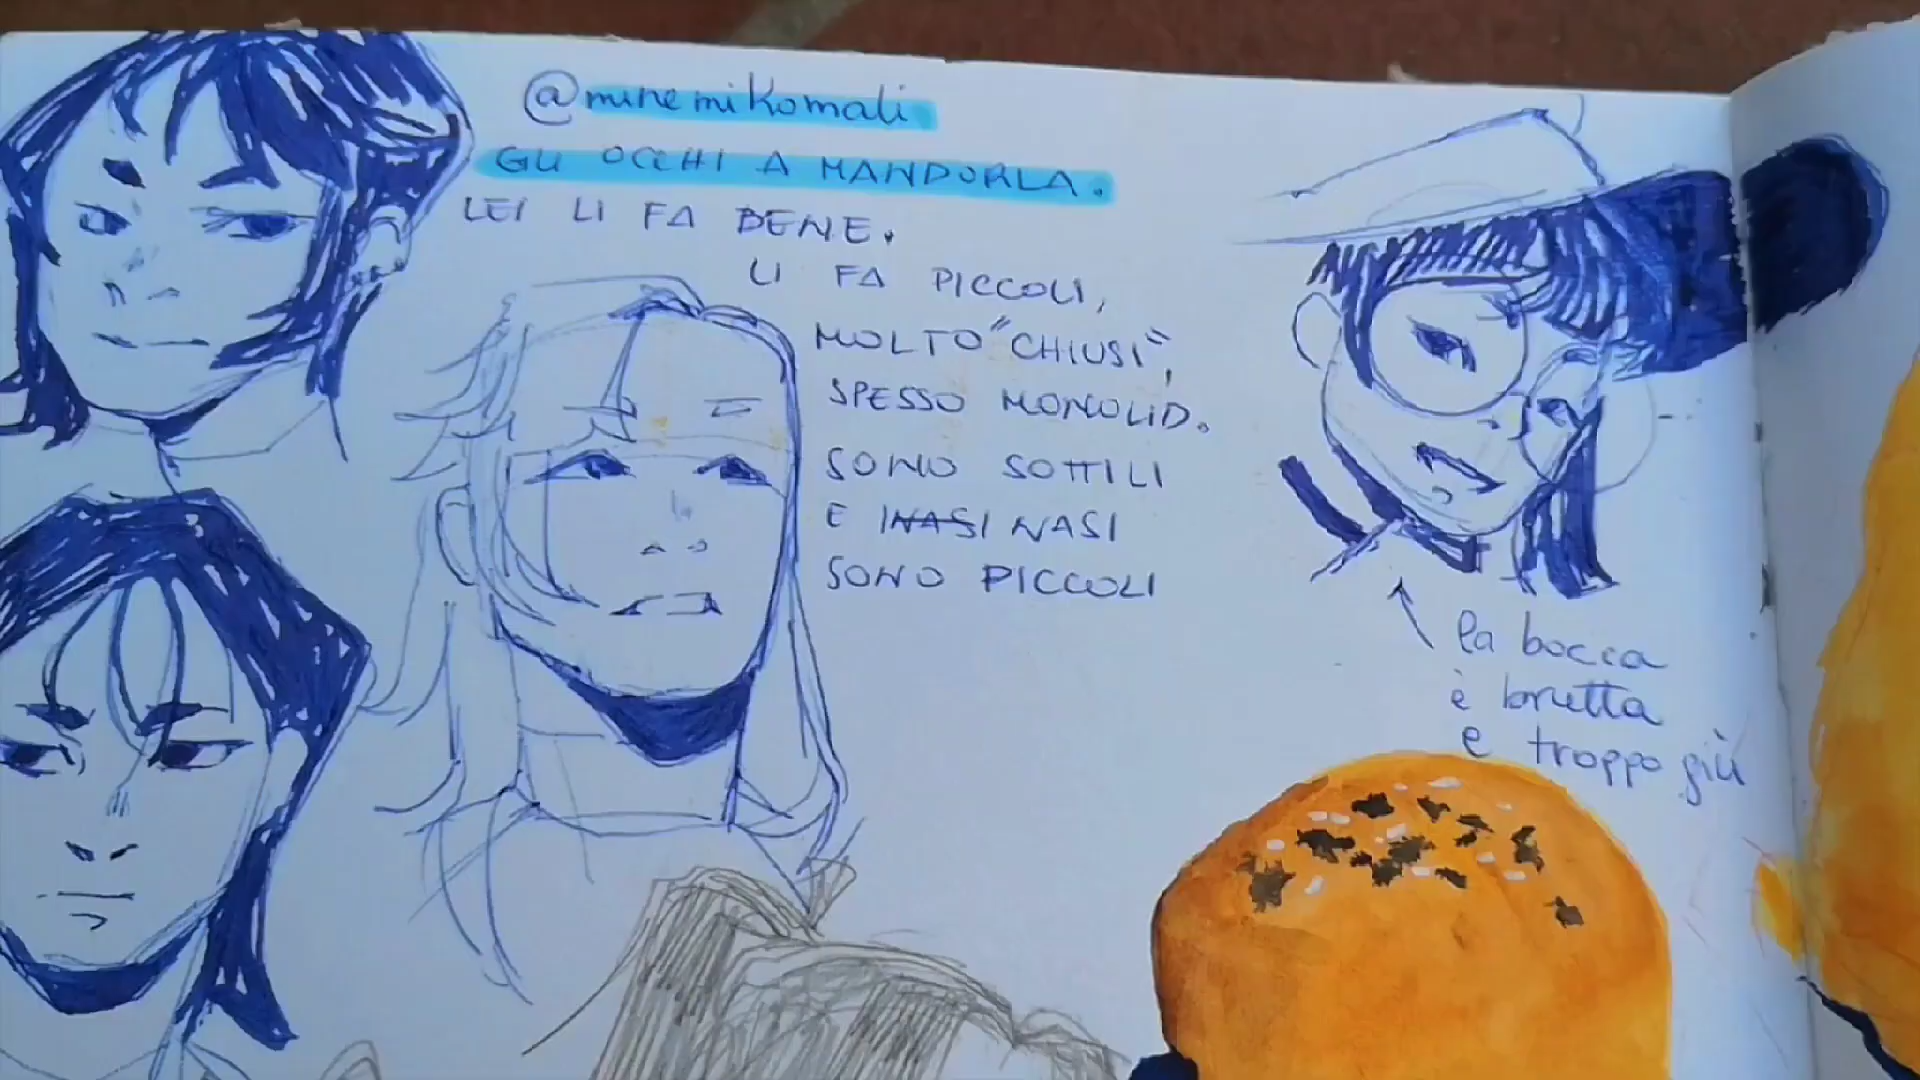 @minemikomali
GLI OCCHI A MANDORLA.
LEI LI FA BENE.
LI FA PICCOLI,
MOLTO "CHIUSI",
SPESSO MONOLID.
SONO SOTTILI
E I NASI NASI
SONO PICCOLI
la bocca
è brutta
e troppo giù